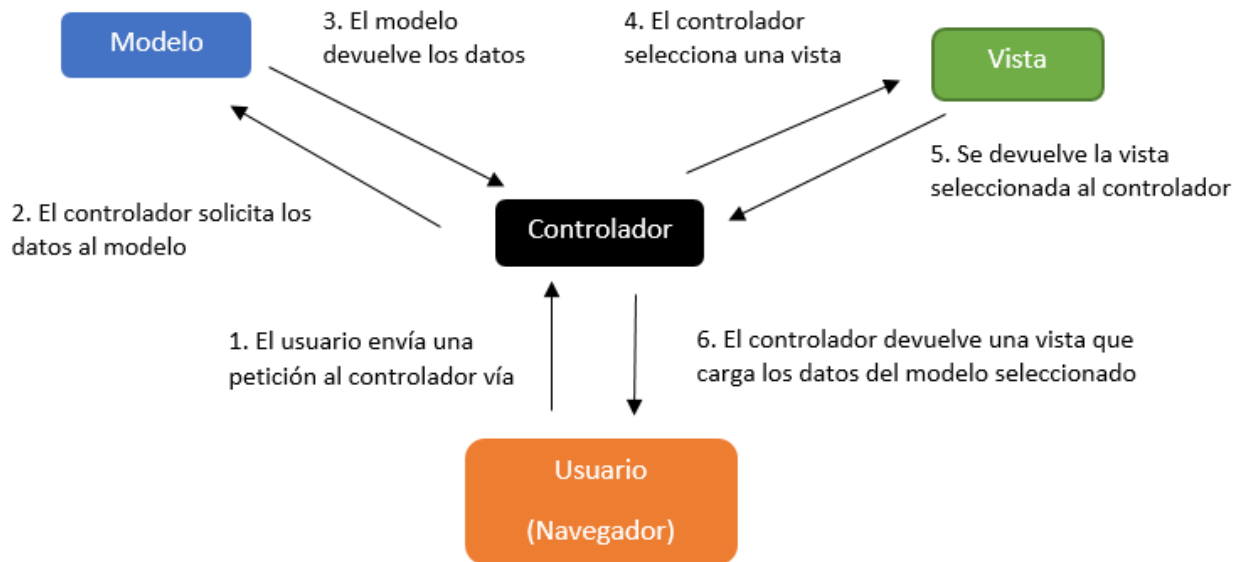 Modelo
3. El modelo
devuelve los datos
4. El controlador
selecciona una vista
Vista
5. Se devuelve la vista
seleccionada al controlador
2. El controlador solicita los
datos al modelo
Controlador
1. El usuario envía una
petición al controlador vía
6. El controlador devuelve una vista que
carga los datos del modelo seleccionado
Usuario
(Navegador)